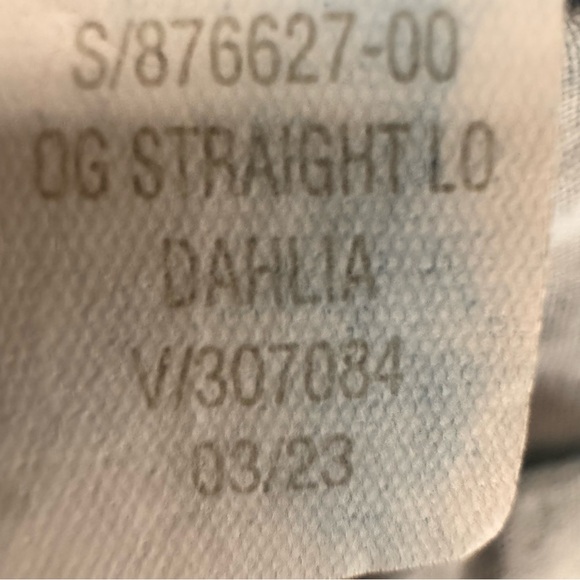 S/876627-00
OG STRAIGHT LO
DAHLIA
V/307084
03/23